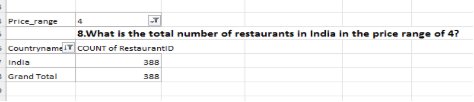 Price_range 4
8.What is the total number of restaurants in India in the price range of 4?
Countryname COUNT of RestaurantID
India 388
Grand Total 388